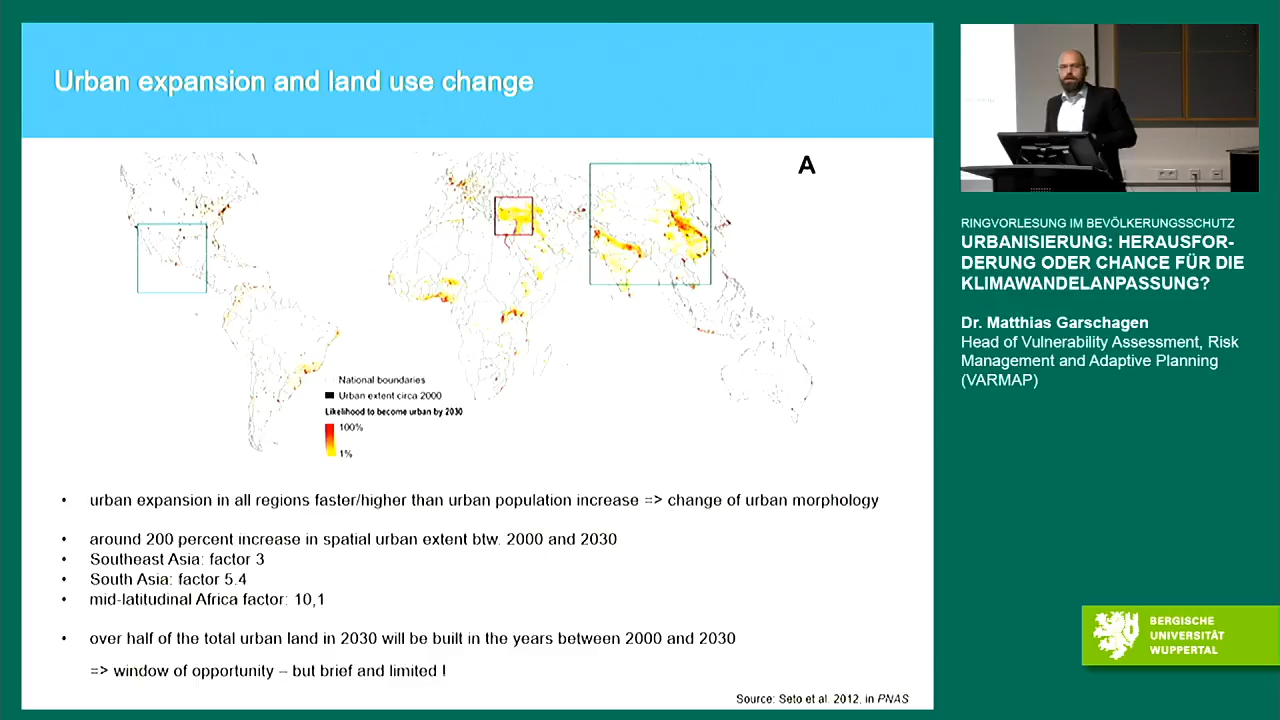 Urban expansion and land use change
A
National boundaries
Urban extent circa 2000
Likelihood to become urban by 2030
100%
1%
• urban expansion in all regions faster/higher than urban population increase => change of urban morphology
• around 200 percent increase in spatial urban extent btw. 2000 and 2030
• Southeast Asia: factor 3
• South Asia: factor 5.4
• mid-latitudinal Africa factor: 10,1
• over half of the total urban land in 2030 will be built in the years between 2000 and 2030
=> window of opportunity – but brief and limited !
Source: Seto et al. 2012, in PNAS
RINGVORLESUNG IM BEVÖLKERUNGSSCHUTZ
URBANISIERUNG: HERAUSFOR-
DERUNG ODER CHANCE FÜR DIE
KLIMAWANDELANPASSUNG?
Dr. Matthias Garschagen
Head of Vulnerability Assessment, Risk
Management and Adaptive Planning
(VARMAP)
BERGISCHE
UNIVERSITÄT
WUPPERTAL